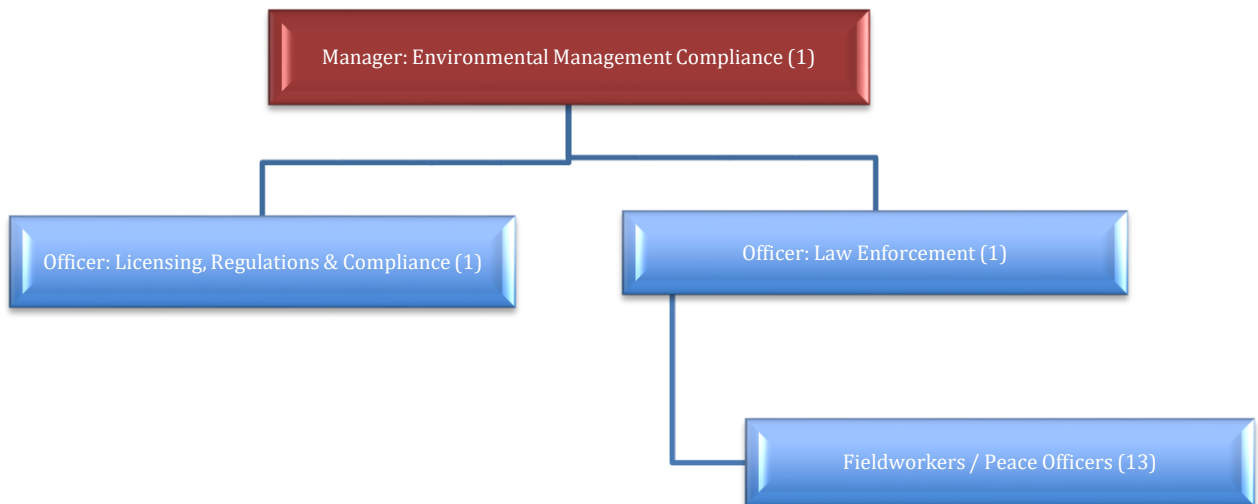 Manager: Environmental Management Compliance (1)
Officer: Licensing, Regulations & Compliance (1)
Officer: Law Enforcement (1)
Fieldworkers / Peace Officers (13)